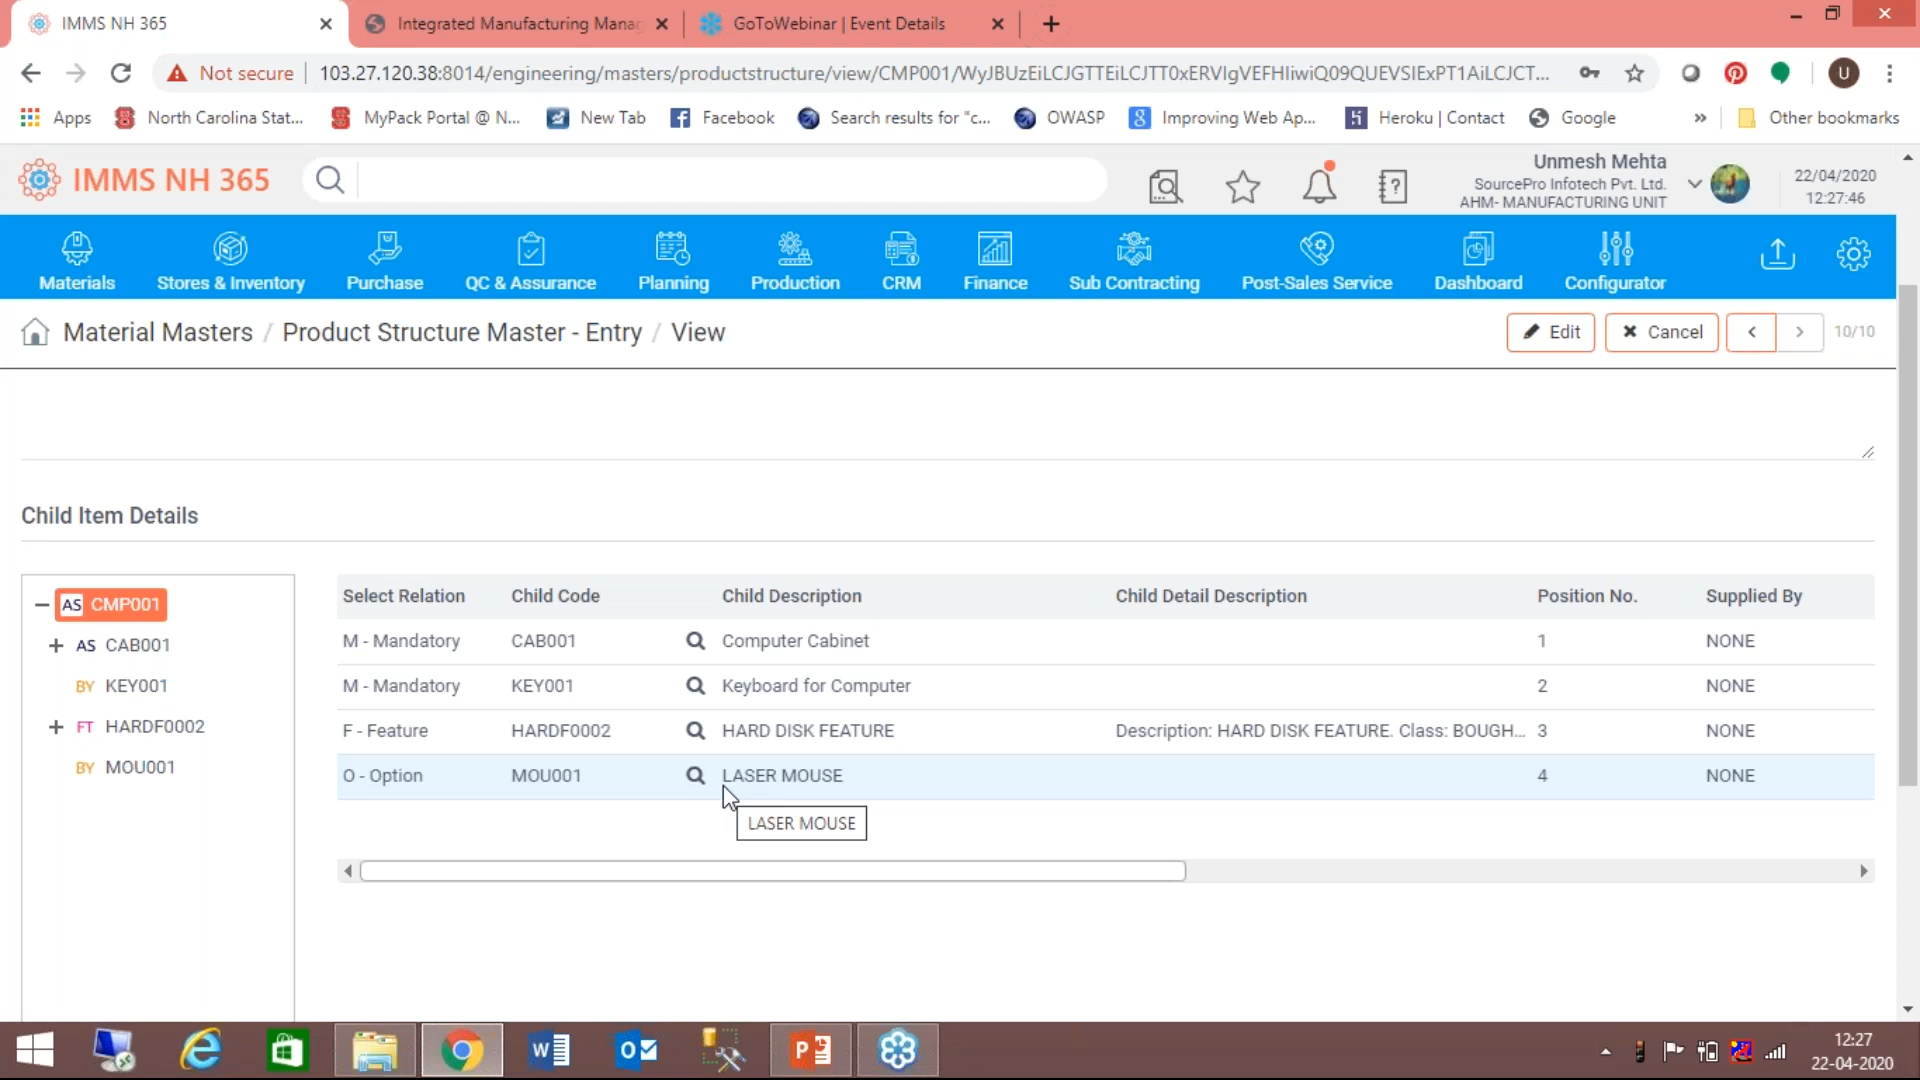 IMMS NH 365
Integrated Manufacturing Manag
GoToWebinar | Event Details
Not secure
103.27.120.38:8014/engineering/masters/productstructure/view/CMP001/WyJBUzEiLCJGTTEiLCJTT0xERVIgVEFHIiwiQ09QUEVSIExPT1AiLCJCT...
U
Apps
North Carolina Stat...
MyPack Portal @ N...
New Tab
Facebook
Search results for "c...
OWASP
Improving Web Ap...
Heroku | Contact
Google
»
Other bookmarks
IMMS NH 365
Unmesh Mehta
SourcePro Infotech Pvt. Ltd.
AHM- MANUFACTURING UNIT
22/04/2020
12:27:46
Materials
Stores & Inventory
Purchase
QC & Assurance
Planning
Production
CRM
Finance
Sub Contracting
Post-Sales Service
Dashboard
Configurator
Material Masters / Product Structure Master - Entry / View
Edit
Cancel
10/10
Child Item Details
AS CMP001
AS CAB001
BY KEY001
FT HARDF0002
BY MOU001
Select Relation Child Code Child Description Child Detail Description Position No. Supplied By
M - Mandatory CAB001 Computer Cabinet 1 NONE
M - Mandatory KEY001 Keyboard for Computer 2 NONE
F - Feature HARDF0002 HARD DISK FEATURE Description: HARD DISK FEATURE. Class: BOUGH... 3 NONE
O - Option MOU001 LASER MOUSE 4 NONE
LASER MOUSE
12:27
22-04-2020